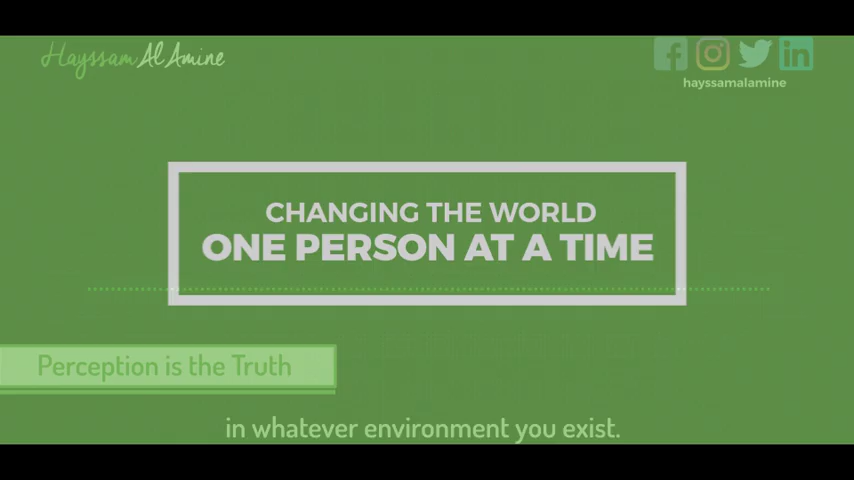 Hayssam Al Amine
hayssamalamine
CHANGING THE WORLD
ONE PERSON AT A TIME
Perception is the Truth
in whatever environment you exist.